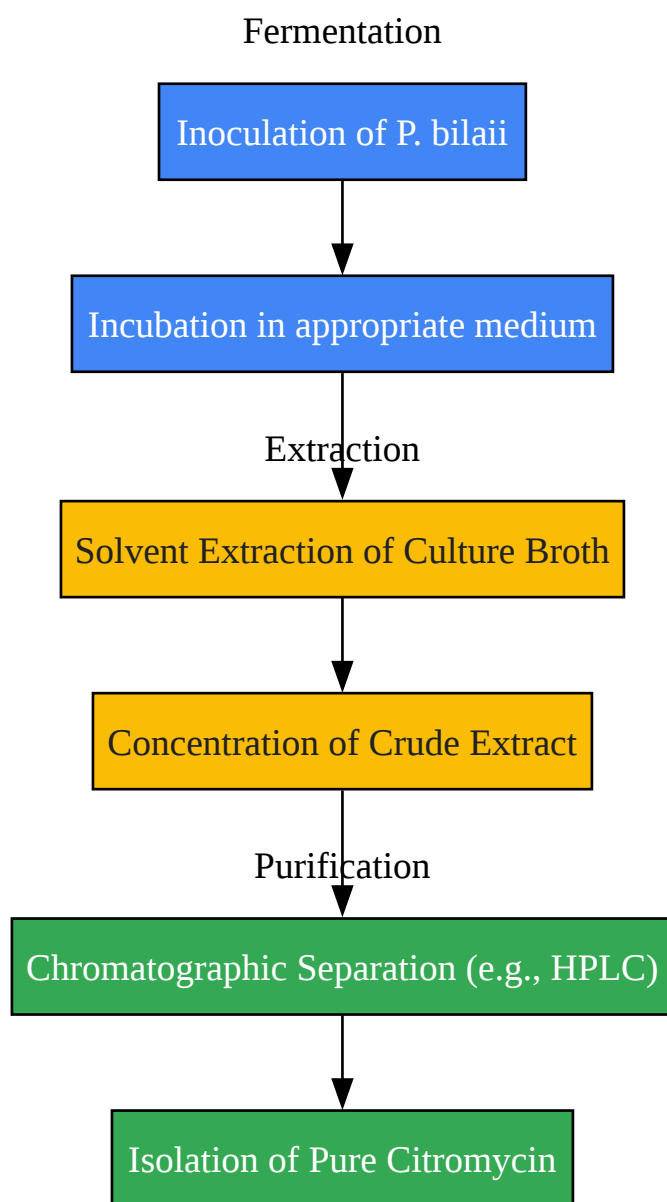 Fermentation
Inoculation of P. bilaii
Incubation in appropriate medium
Extraction
Solvent Extraction of Culture Broth
Concentration of Crude Extract
Purification
Chromatographic Separation (e.g., HPLC)
Isolation of Pure Citromycin